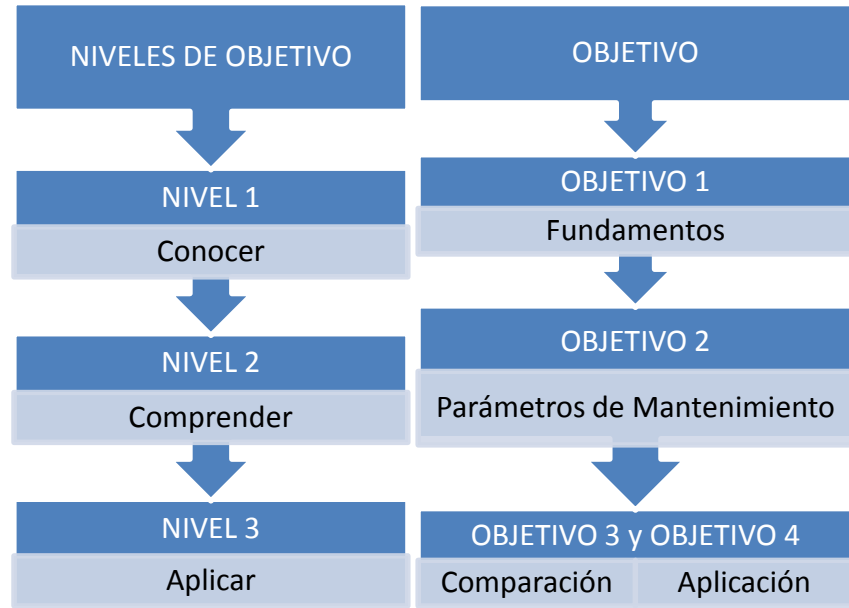 NIVELES DE OBJETIVO
NIVEL 1
Conocer
NIVEL 2
Comprender
NIVEL 3
Aplicar
OBJETIVO
OBJETIVO 1
Fundamentos
OBJETIVO 2
Parámetros de Mantenimiento
OBJETIVO 3 y OBJETIVO 4
Comparación
Aplicación